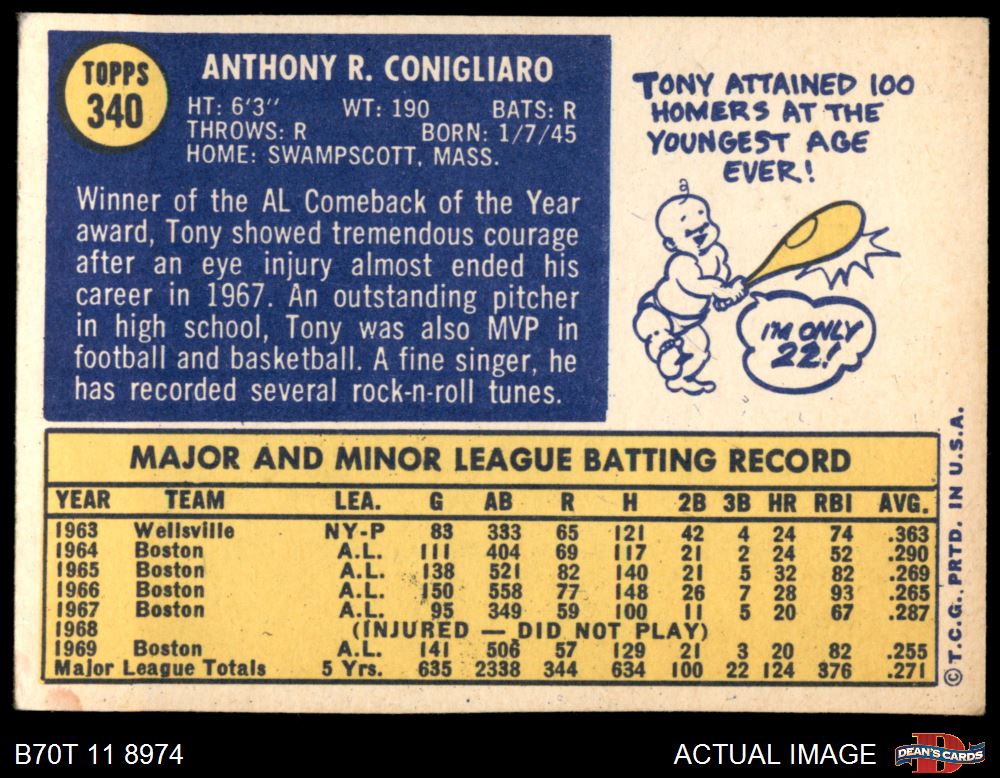 TOPPS
340
ANTHONY R. CONIGLIARO
HT: 6'3" WT: 190 BATS: R
THROWS: R BORN: 1/7/45
HOME: SWAMPSCOTT, MASS.
Winner of the AL Comeback of the Year
award, Tony showed tremendous courage
after an eye injury almost ended his
career in 1967. An outstanding pitcher
in high school, Tony was also MVP in
football and basketball. A fine singer, he
has recorded several rock-n-roll tunes.
TONY ATTAINED 100
HOMERS AT THE
YOUNGEST AGE
EVER!
I'M ONLY
22!
MAJOR AND MINOR LEAGUE BATTING RECORD
YEAR TEAM LEA. G AB R H 2B 3B HR RBI AVG.
1963 Wellsville NY-P 83 333 65 121 42 4 24 74 .363
1964 Boston A.L. 111 404 69 117 21 2 24 52 .290
1965 Boston A.L. 138 521 82 140 21 5 32 82 .269
1966 Boston A.L. 150 558 77 148 26 7 28 93 .265
1967 Boston A.L. 95 349 59 100 11 5 20 67 .287
1968 (INJURED — DID NOT PLAY)
1969 Boston A.L. 141 506 57 129 21 3 20 82 .255
Major League Totals 5 Yrs. 635 2338 344 634 100 22 124 376 .271
© T.C.G., PRTD. IN U.S.A.
B70T 11 8974
ACTUAL IMAGE
DEAN'S CARDS